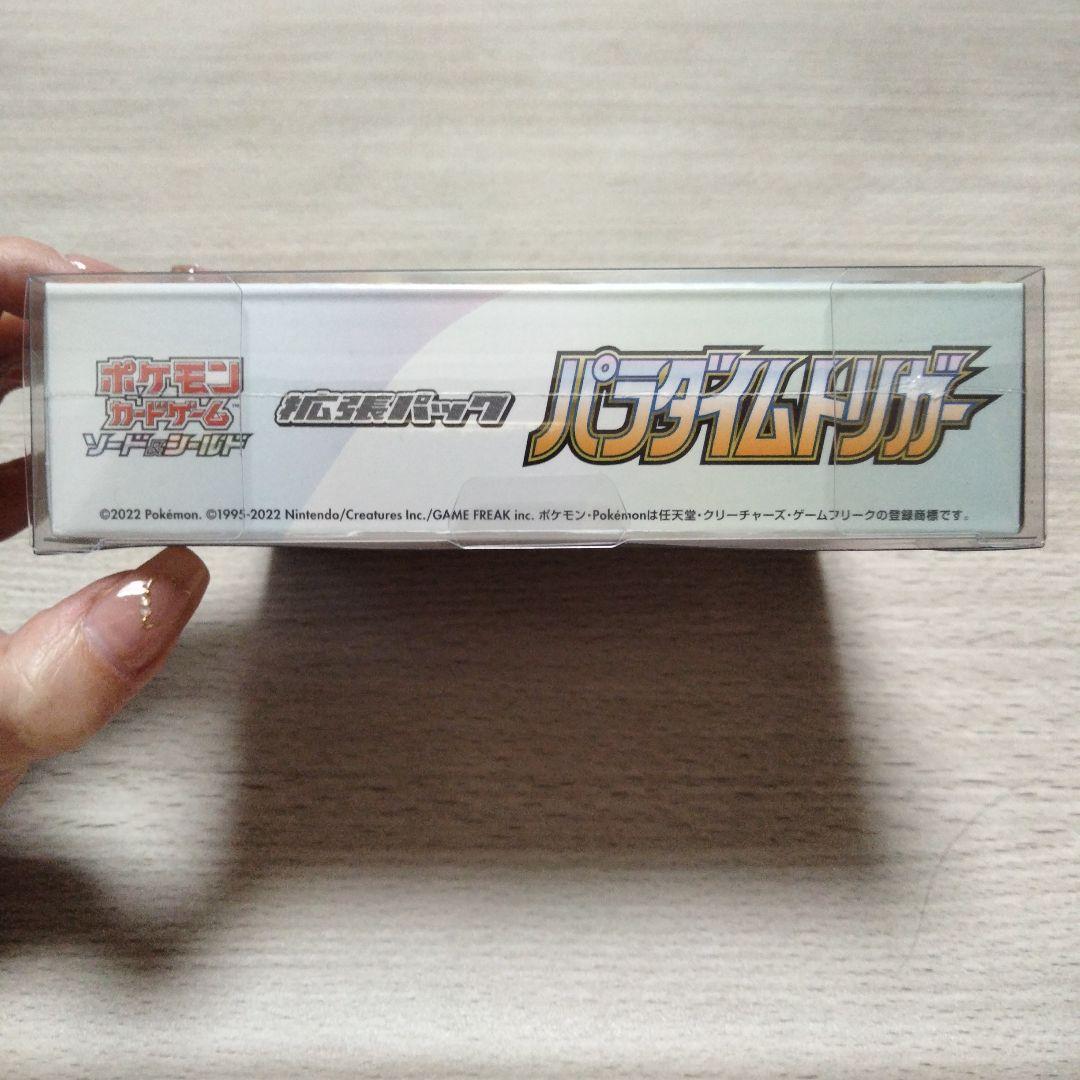 ポケモン
カードゲーム™
ソード&シールド
拡張パック
パラダイムトリガー
©2022 Pokémon. ©1995-2022 Nintendo/Creatures Inc./GAME FREAK inc. ポケモン・Pokémonは任天堂・クリーチャーズ・ゲームフリークの登録商標です。